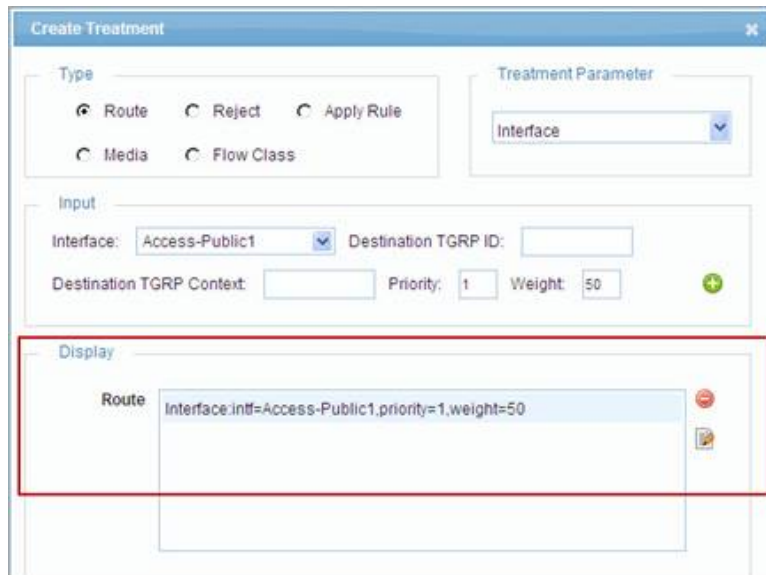 Create Treatment
Type
Treatment Parameter
Route Reject Apply Rule
Media Flow Class
Interface
Input
Interface: Access-Public1 Destination TGRP ID:
Destination TGRP Context: Priority: 1 Weight: 50
Display
Route
Interface:intf=Access-Public1,priority=1,weight=50